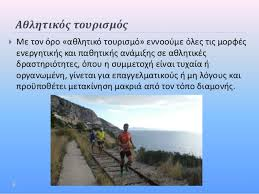 Αθλητικός τουρισμός
Με τον όρο «αθλητικό τουρισμό» εννοούμε όλες τις μορφές
ενεργητικής και παθητικής ανάμιξης σε αθλητικές
δραστηριότητες, όπου η συμμετοχή είναι τυχαία ή
οργανωμένη, γίνεται για επαγγελματικούς ή μη λόγους και
προϋποθέτει μετακίνηση μακριά από τον τόπο διαμονής.